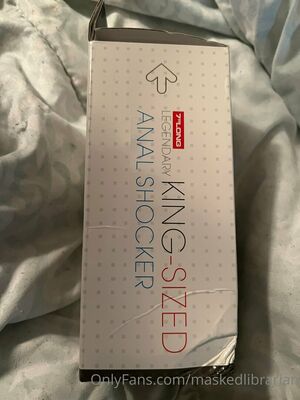 7"LONG
LEGENDARY
KING-SIZED
ANAL SHOCKER
OnlyFans.com/maskedlibrarian